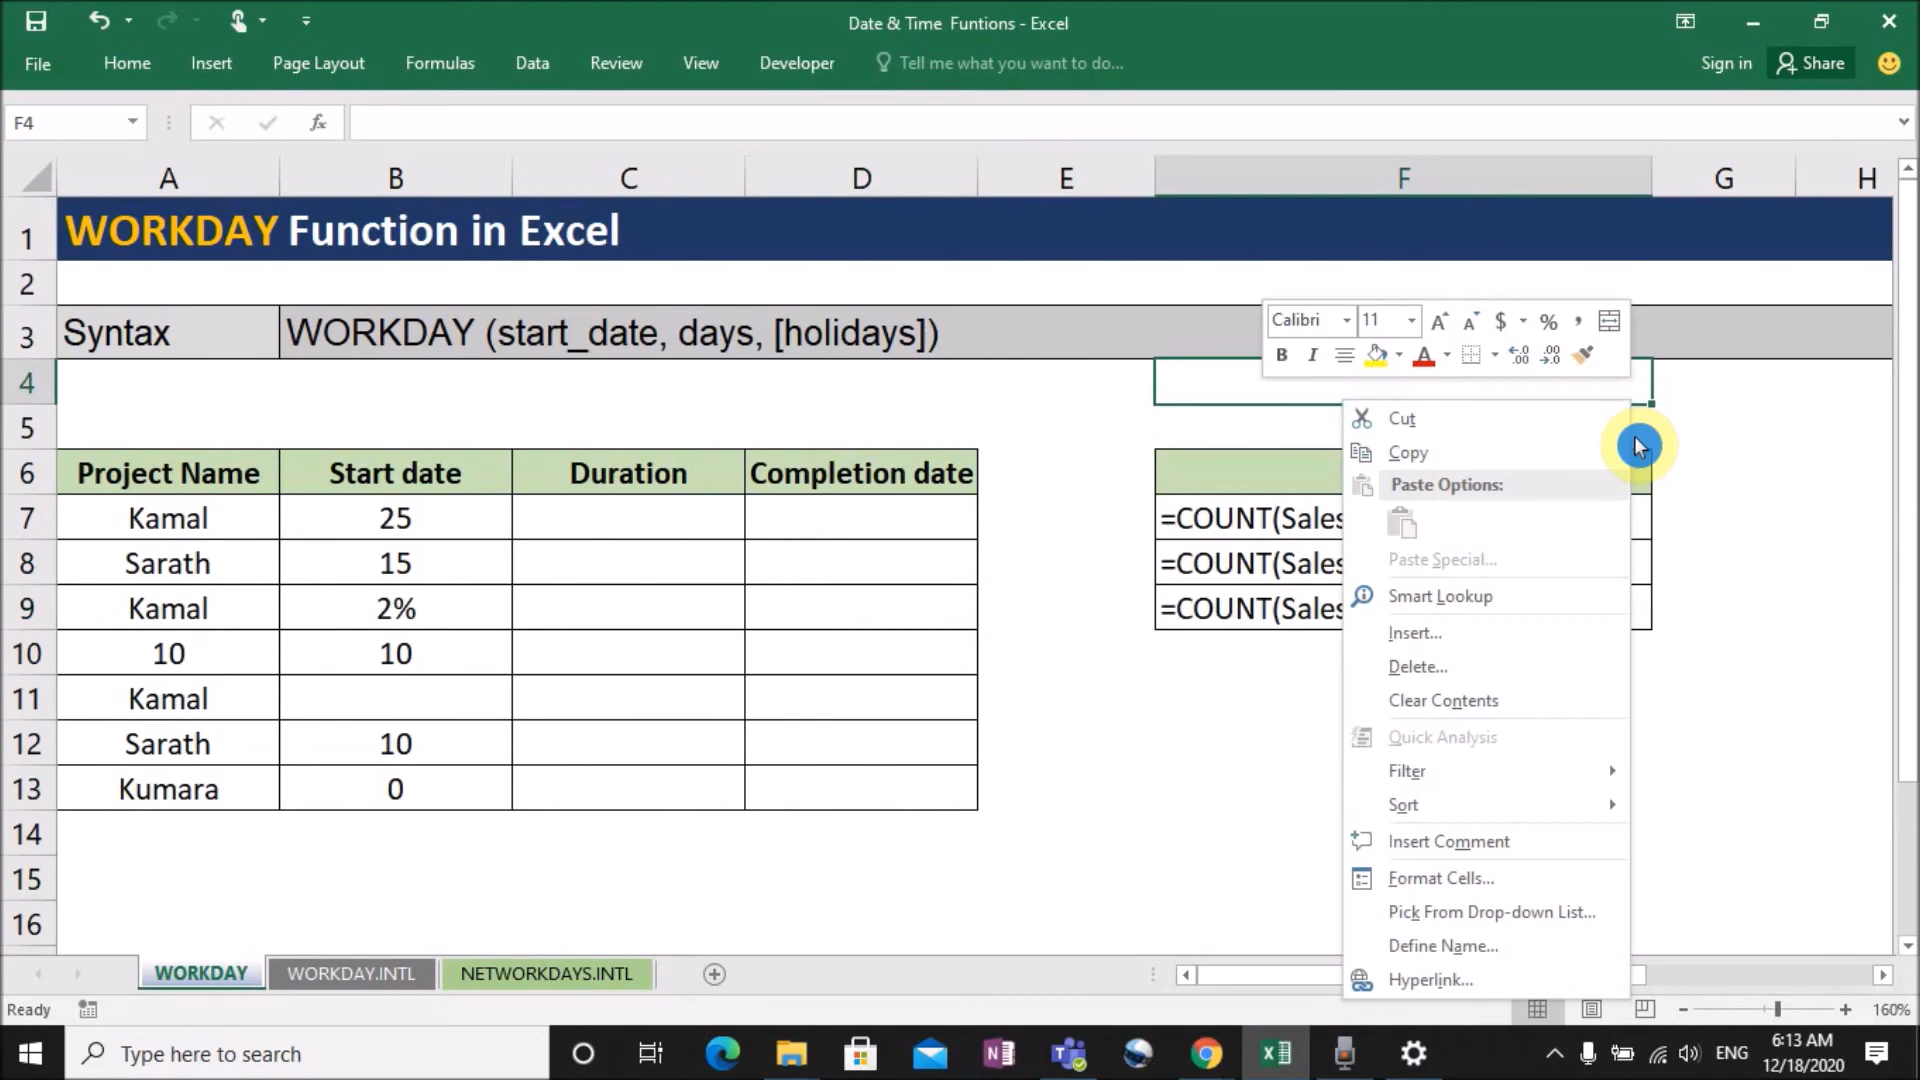 Date & Time  Funtions - Excel
File Home Insert Page Layout Formulas Data Review View Developer Tell me what you want to do... Sign in Share
F4 fx
A B C D E F G H
1 WORKDAY Function in Excel
2
3 Syntax WORKDAY (start_date, days, [holidays])
Calibri 11 A A $ % ,
B I A .00 .00
4
5
6 Project Name Start date Duration Completion date
7 Kamal 25 =COUNT(Sales
8 Sarath 15 =COUNT(Sales
9 Kamal 2% =COUNT(Sales
10 10 10
11 Kamal
12 Sarath 10
13 Kumara 0
14
15
16
Cut
Copy
Paste Options:
Paste Special...
Smart Lookup
Insert...
Delete...
Clear Contents
Quick Analysis
Filter
Sort
Insert Comment
Format Cells...
Pick From Drop-down List...
Define Name...
Hyperlink...
WORKDAY WORKDAY.INTL NETWORKDAYS.INTL
Ready 160%
Type here to search ENG 6:13 AM
12/18/2020